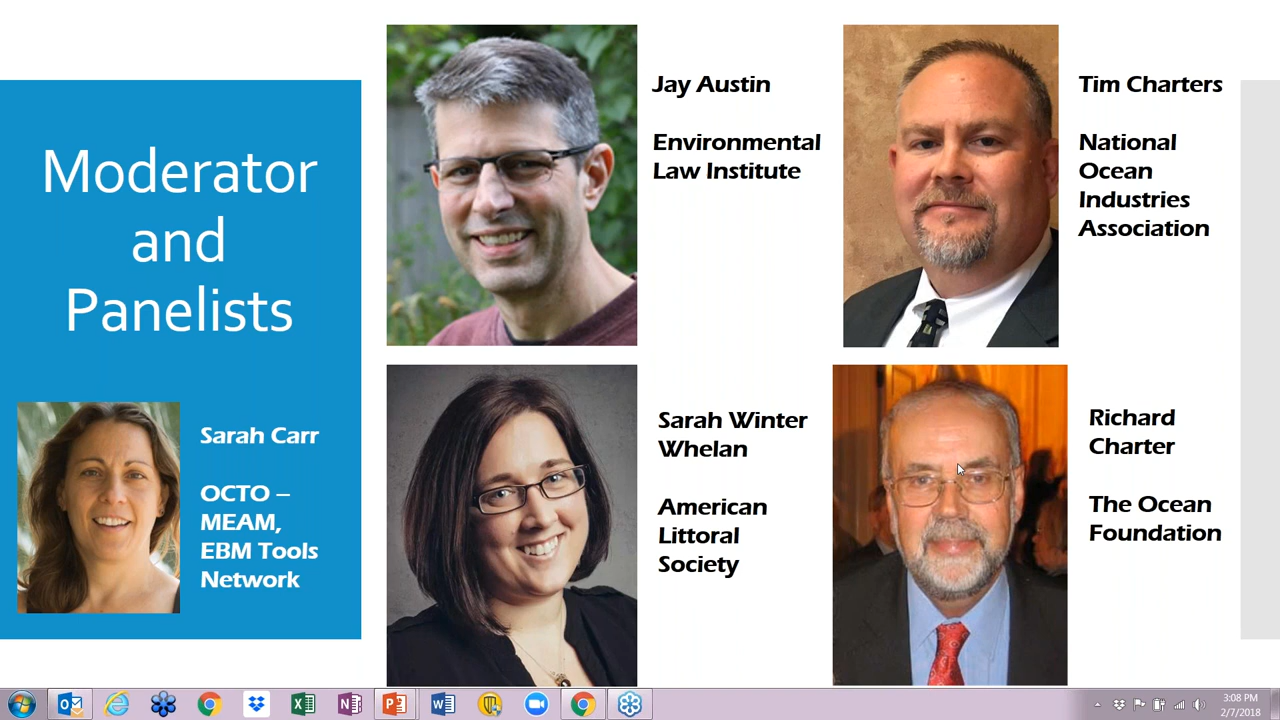 Moderator
and
Panelists
Sarah Carr
OCTO –
MEAM,
EBM Tools
Network
Jay Austin
Environmental
Law Institute
Tim Charters
National
Ocean
Industries
Association
Sarah Winter
Whelan
American
Littoral
Society
Richard
Charter
The Ocean
Foundation
3:08 PM
2/7/2018